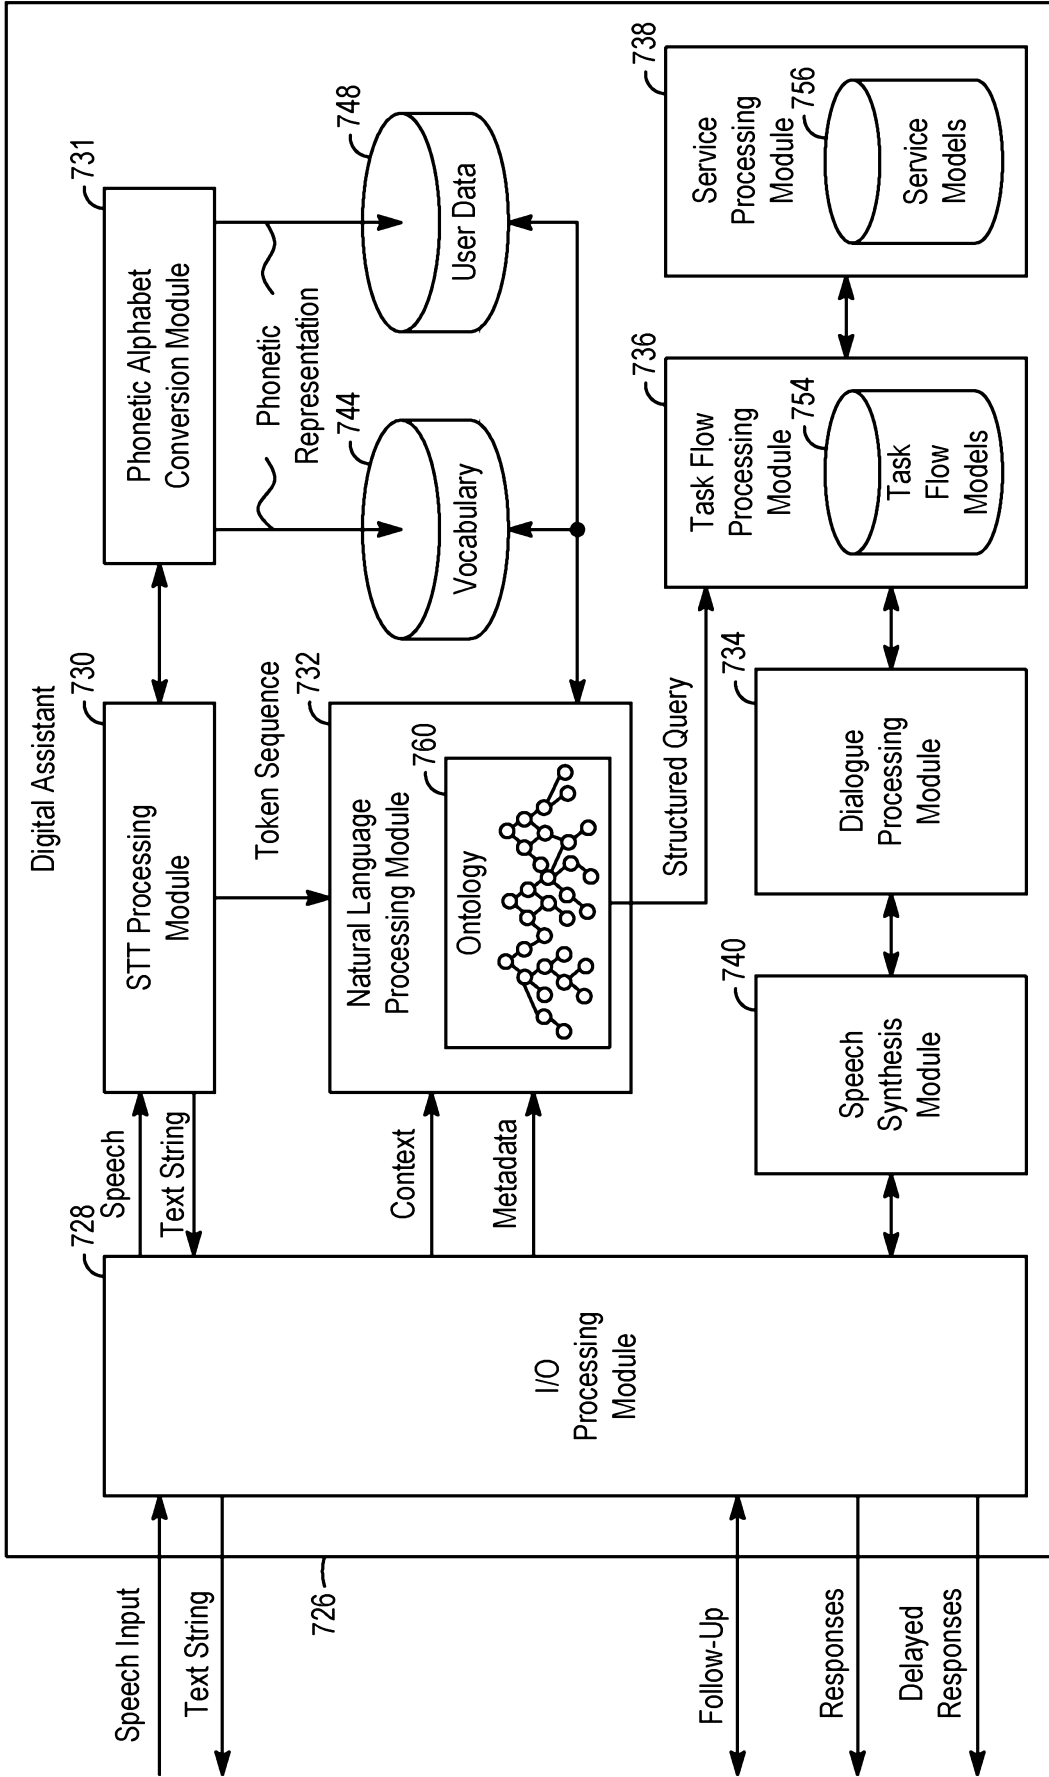 Digital Assistant
Speech Input
Text String
726
Follow-Up
Responses
Delayed
Responses
728
I/O
Processing
Module
Speech
Text String
Context
Metadata
730
STT Processing
Module
Token Sequence
731
Phonetic Alphabet
Conversion Module
Phonetic
Representation
732
Natural Language
Processing Module
760
Ontology
744
Vocabulary
748
User Data
Structured Query
740
Speech
Synthesis
Module
734
Dialogue
Processing
Module
736
Task Flow
Processing
Module
754
Task
Flow
Models
738
Service
Processing
Module
756
Service
Models